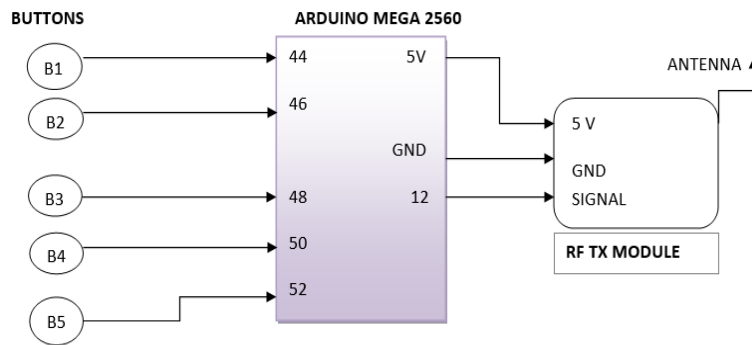 BUTTONS
ARDUINO MEGA 2560
B1
44
5V
ANTENNA
B2
46
5 V
GND
GND
B3
48
12
SIGNAL
B4
50
RF TX MODULE
52
B5